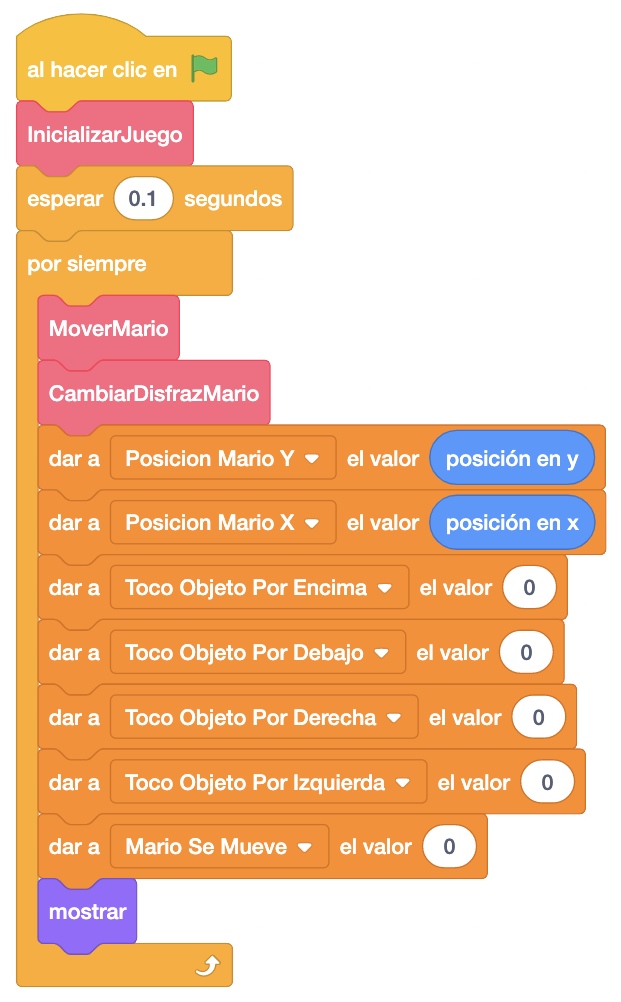 al hacer clic en
InicializarJuego
esperar 0.1 segundos
por siempre
MoverMario
CambiarDisfrazMario
dar a Posicion Mario Y el valor posición en y
dar a Posicion Mario X el valor posición en x
dar a Toco Objeto Por Encima el valor 0
dar a Toco Objeto Por Debajo el valor 0
dar a Toco Objeto Por Derecha el valor 0
dar a Toco Objeto Por Izquierda el valor 0
dar a Mario Se Mueve el valor 0
mostrar